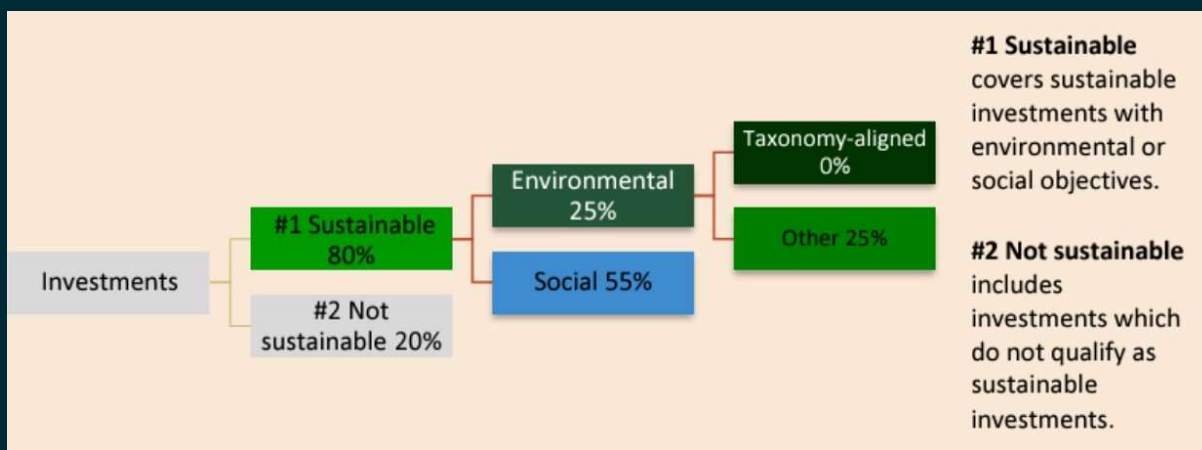 Investments
#1 Sustainable
80%
#2 Not
sustainable 20%
Environmental
25%
Social 55%
Taxonomy-aligned
0%
Other 25%
#1 Sustainable
covers sustainable
investments with
environmental or
social objectives.
#2 Not sustainable
includes
investments which
do not qualify as
sustainable
investments.